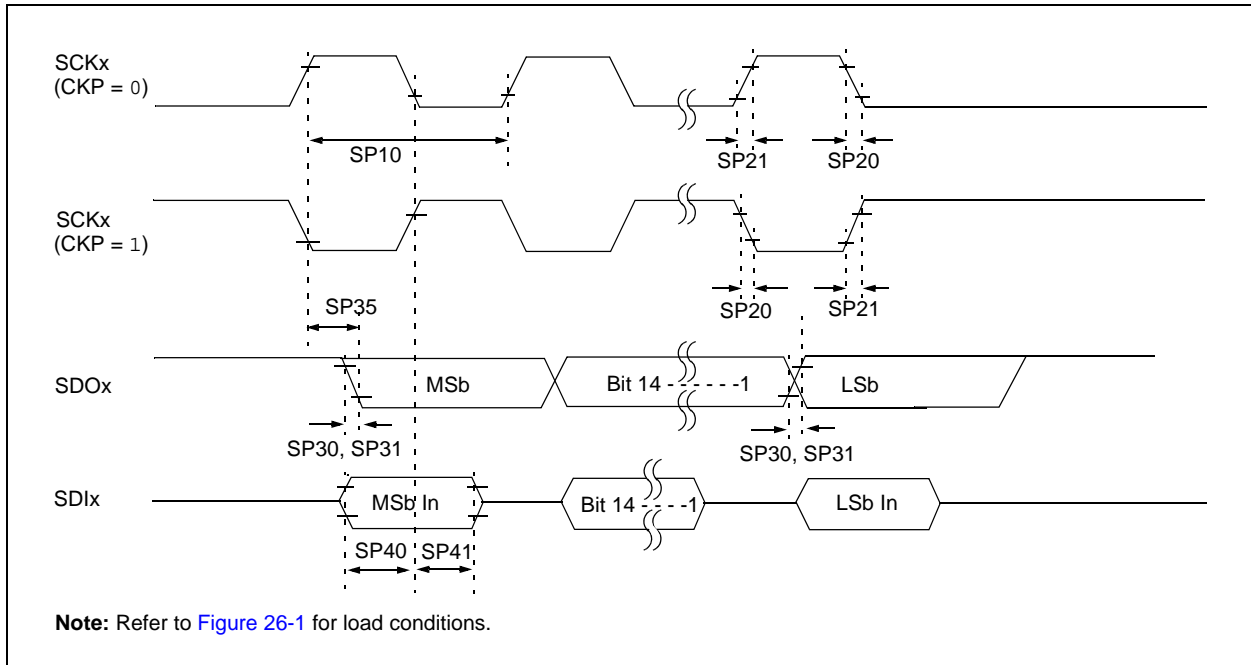 SCKx
(CKP = 0)
SP10
SP21
SP20
SCKx
(CKP = 1)
SP35
SP20
SP21
SDOx
MSb
Bit 14 - - - - - -1
LSb
SP30, SP31
SP30, SP31
SDIx
MSb In
Bit 14 - - - -1
LSb In
SP40
SP41
Note: Refer to Figure 26-1 for load conditions.